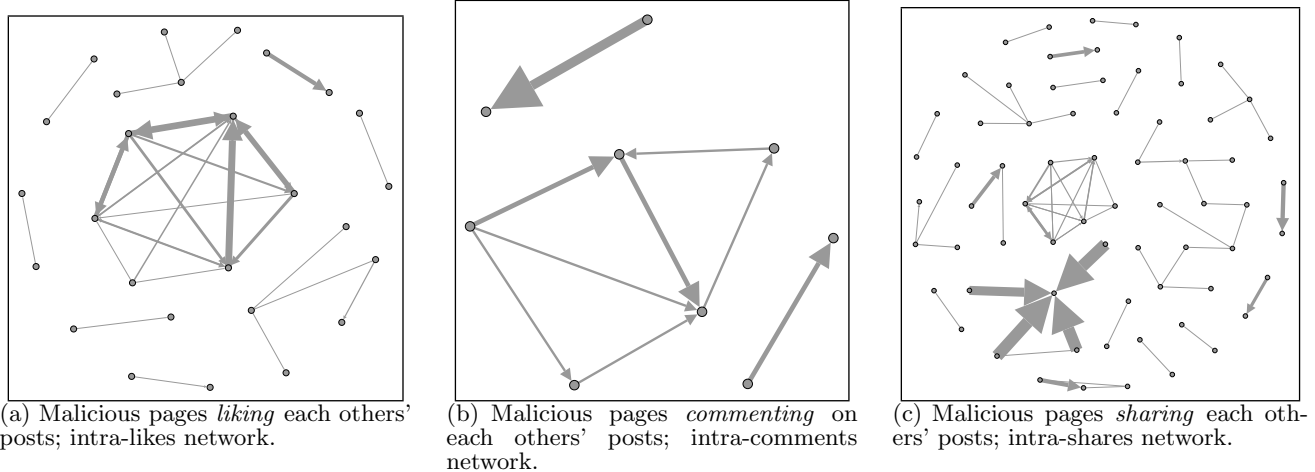 (a) Malicious pages liking each others’
posts; intra-likes network.
(b) Malicious pages commenting on
each others’ posts; intra-comments
network.
(c) Malicious pages sharing each oth-
ers’ posts; intra-shares network.